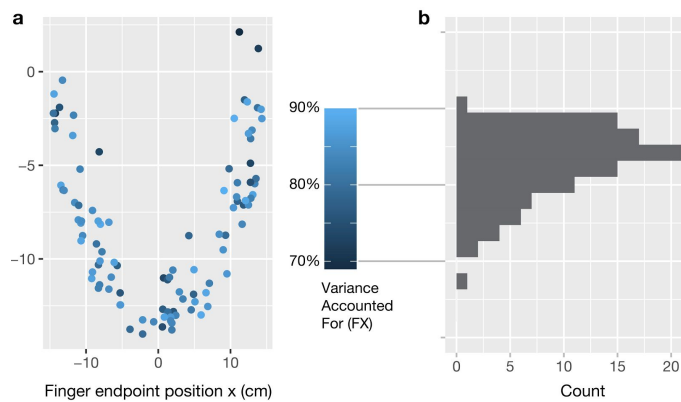 a
b
0
−5
−10
−10
0
10
Finger endpoint position x (cm)
90%
80%
70%
Variance
Accounted
For (FX)
0
5
10
15
20
Count